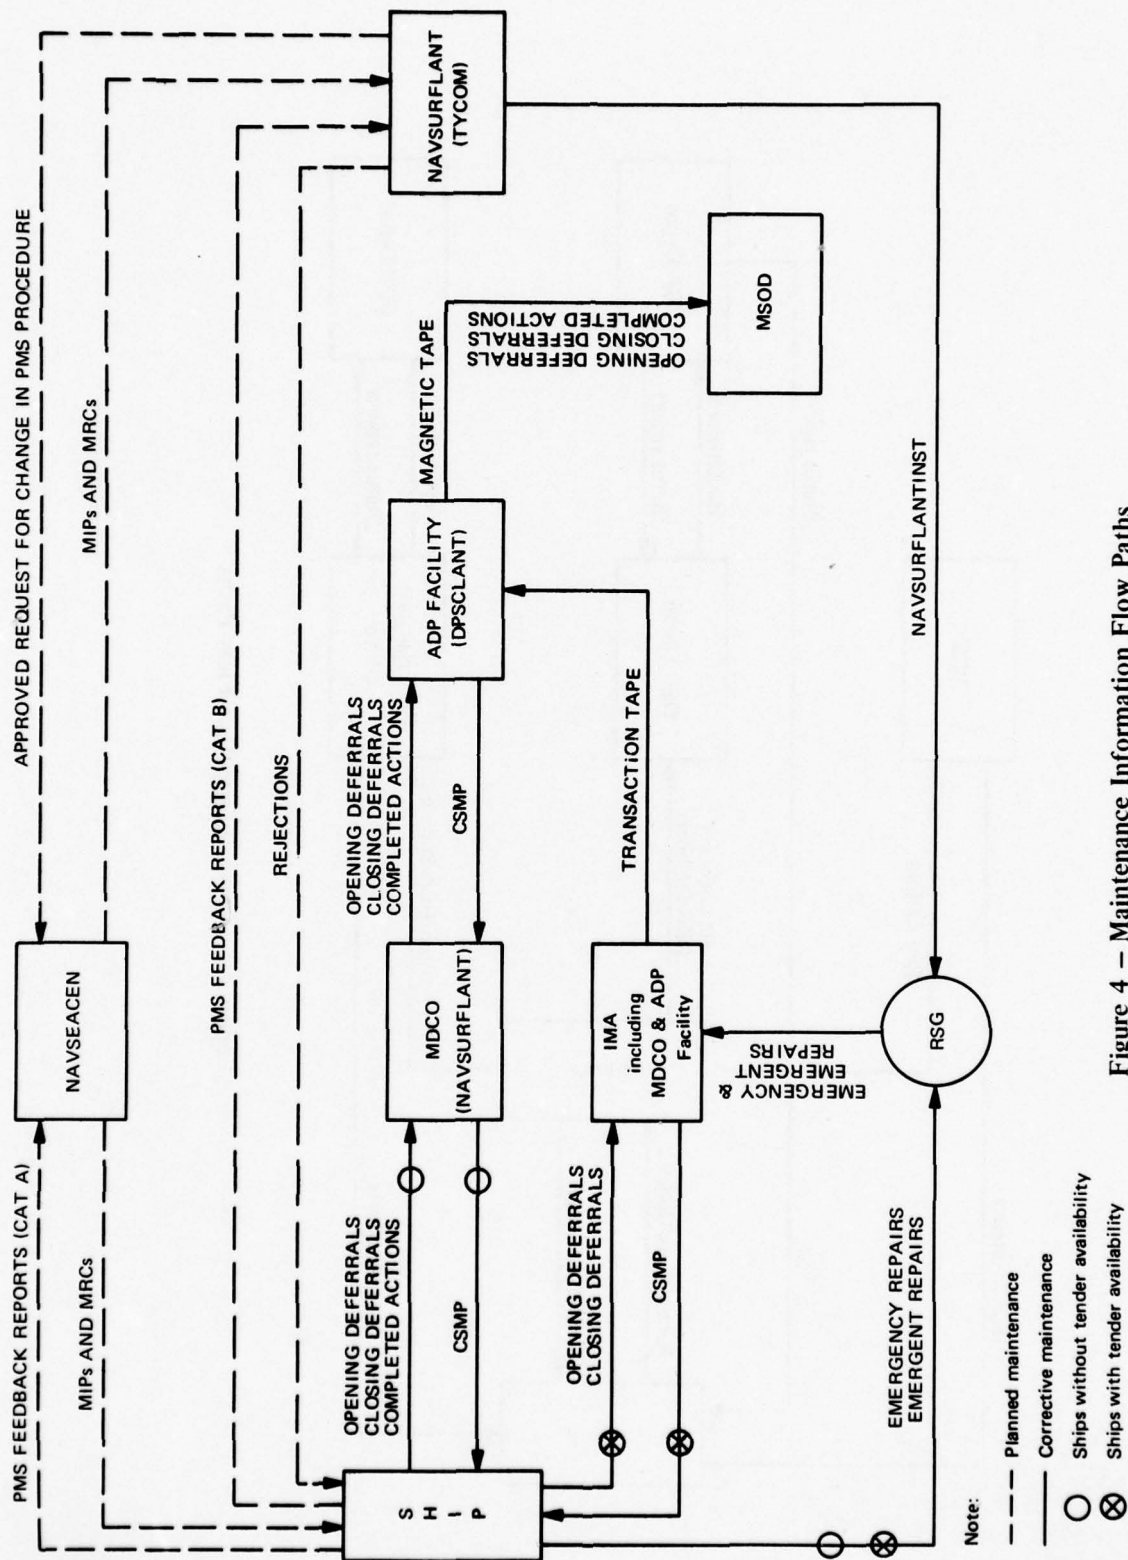 PMS FEEDBACK REPORTS (CAT A)
APPROVED REQUEST FOR CHANGE IN PMS PROCEDURE
NAVSEACEN
MIPs AND MRCs
MIPs AND MRCs
PMS FEEDBACK REPORTS (CAT B)
REJECTIONS
SHIP
OPENING DEFERRALS
CLOSING DEFERRALS
COMPLETED ACTIONS
CSMP
MDCO
(NAVSURFLANT)
OPENING DEFERRALS
CLOSING DEFERRALS
COMPLETED ACTIONS
CSMP
ADP FACILITY
(DPSCLANT)
MAGNETIC TAPE
NAVSURFLANT
(TYCOM)
OPENING DEFERRALS
CLOSING DEFERRALS
COMPLETED ACTIONS
MSOD
OPENING DEFERRALS
CLOSING DEFERRALS
CSMP
IMA
including
MDCO & ADP
Facility
TRANSACTION TAPE
EMERGENCY &
EMERGENT
REPAIRS
EMERGENCY REPAIRS
EMERGENT REPAIRS
RSG
NAVSURFLANTINST
Note:
Planned maintenance
Corrective maintenance
Ships without tender availability
Ships with tender availability
Figure 4 – Maintenance Information Flow Paths